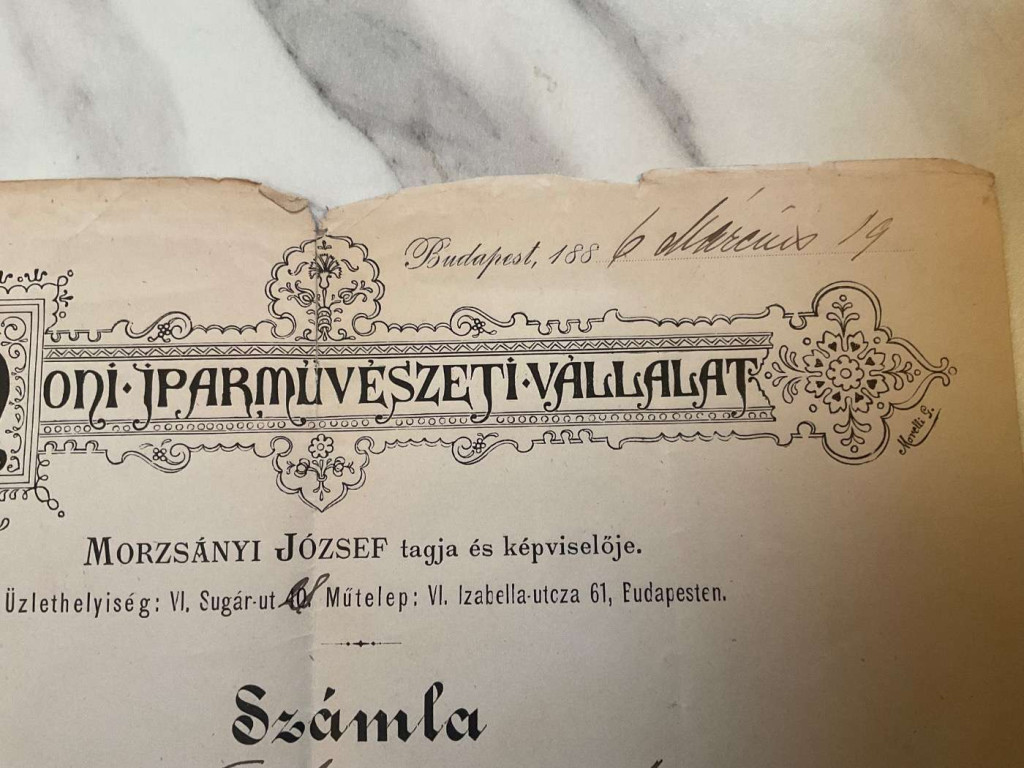 Budapest, 1886 Március 19
ONI · IPARMŰVÉSZETI · VÁLLALAT
Moretti G.
MORZSÁNYI JÓZSEF tagja és képviselője.
Üzlethelyiség: VI. Sugár-ut Műtelep: VI. Izabella-utcza 61, Budapesten.
Számla